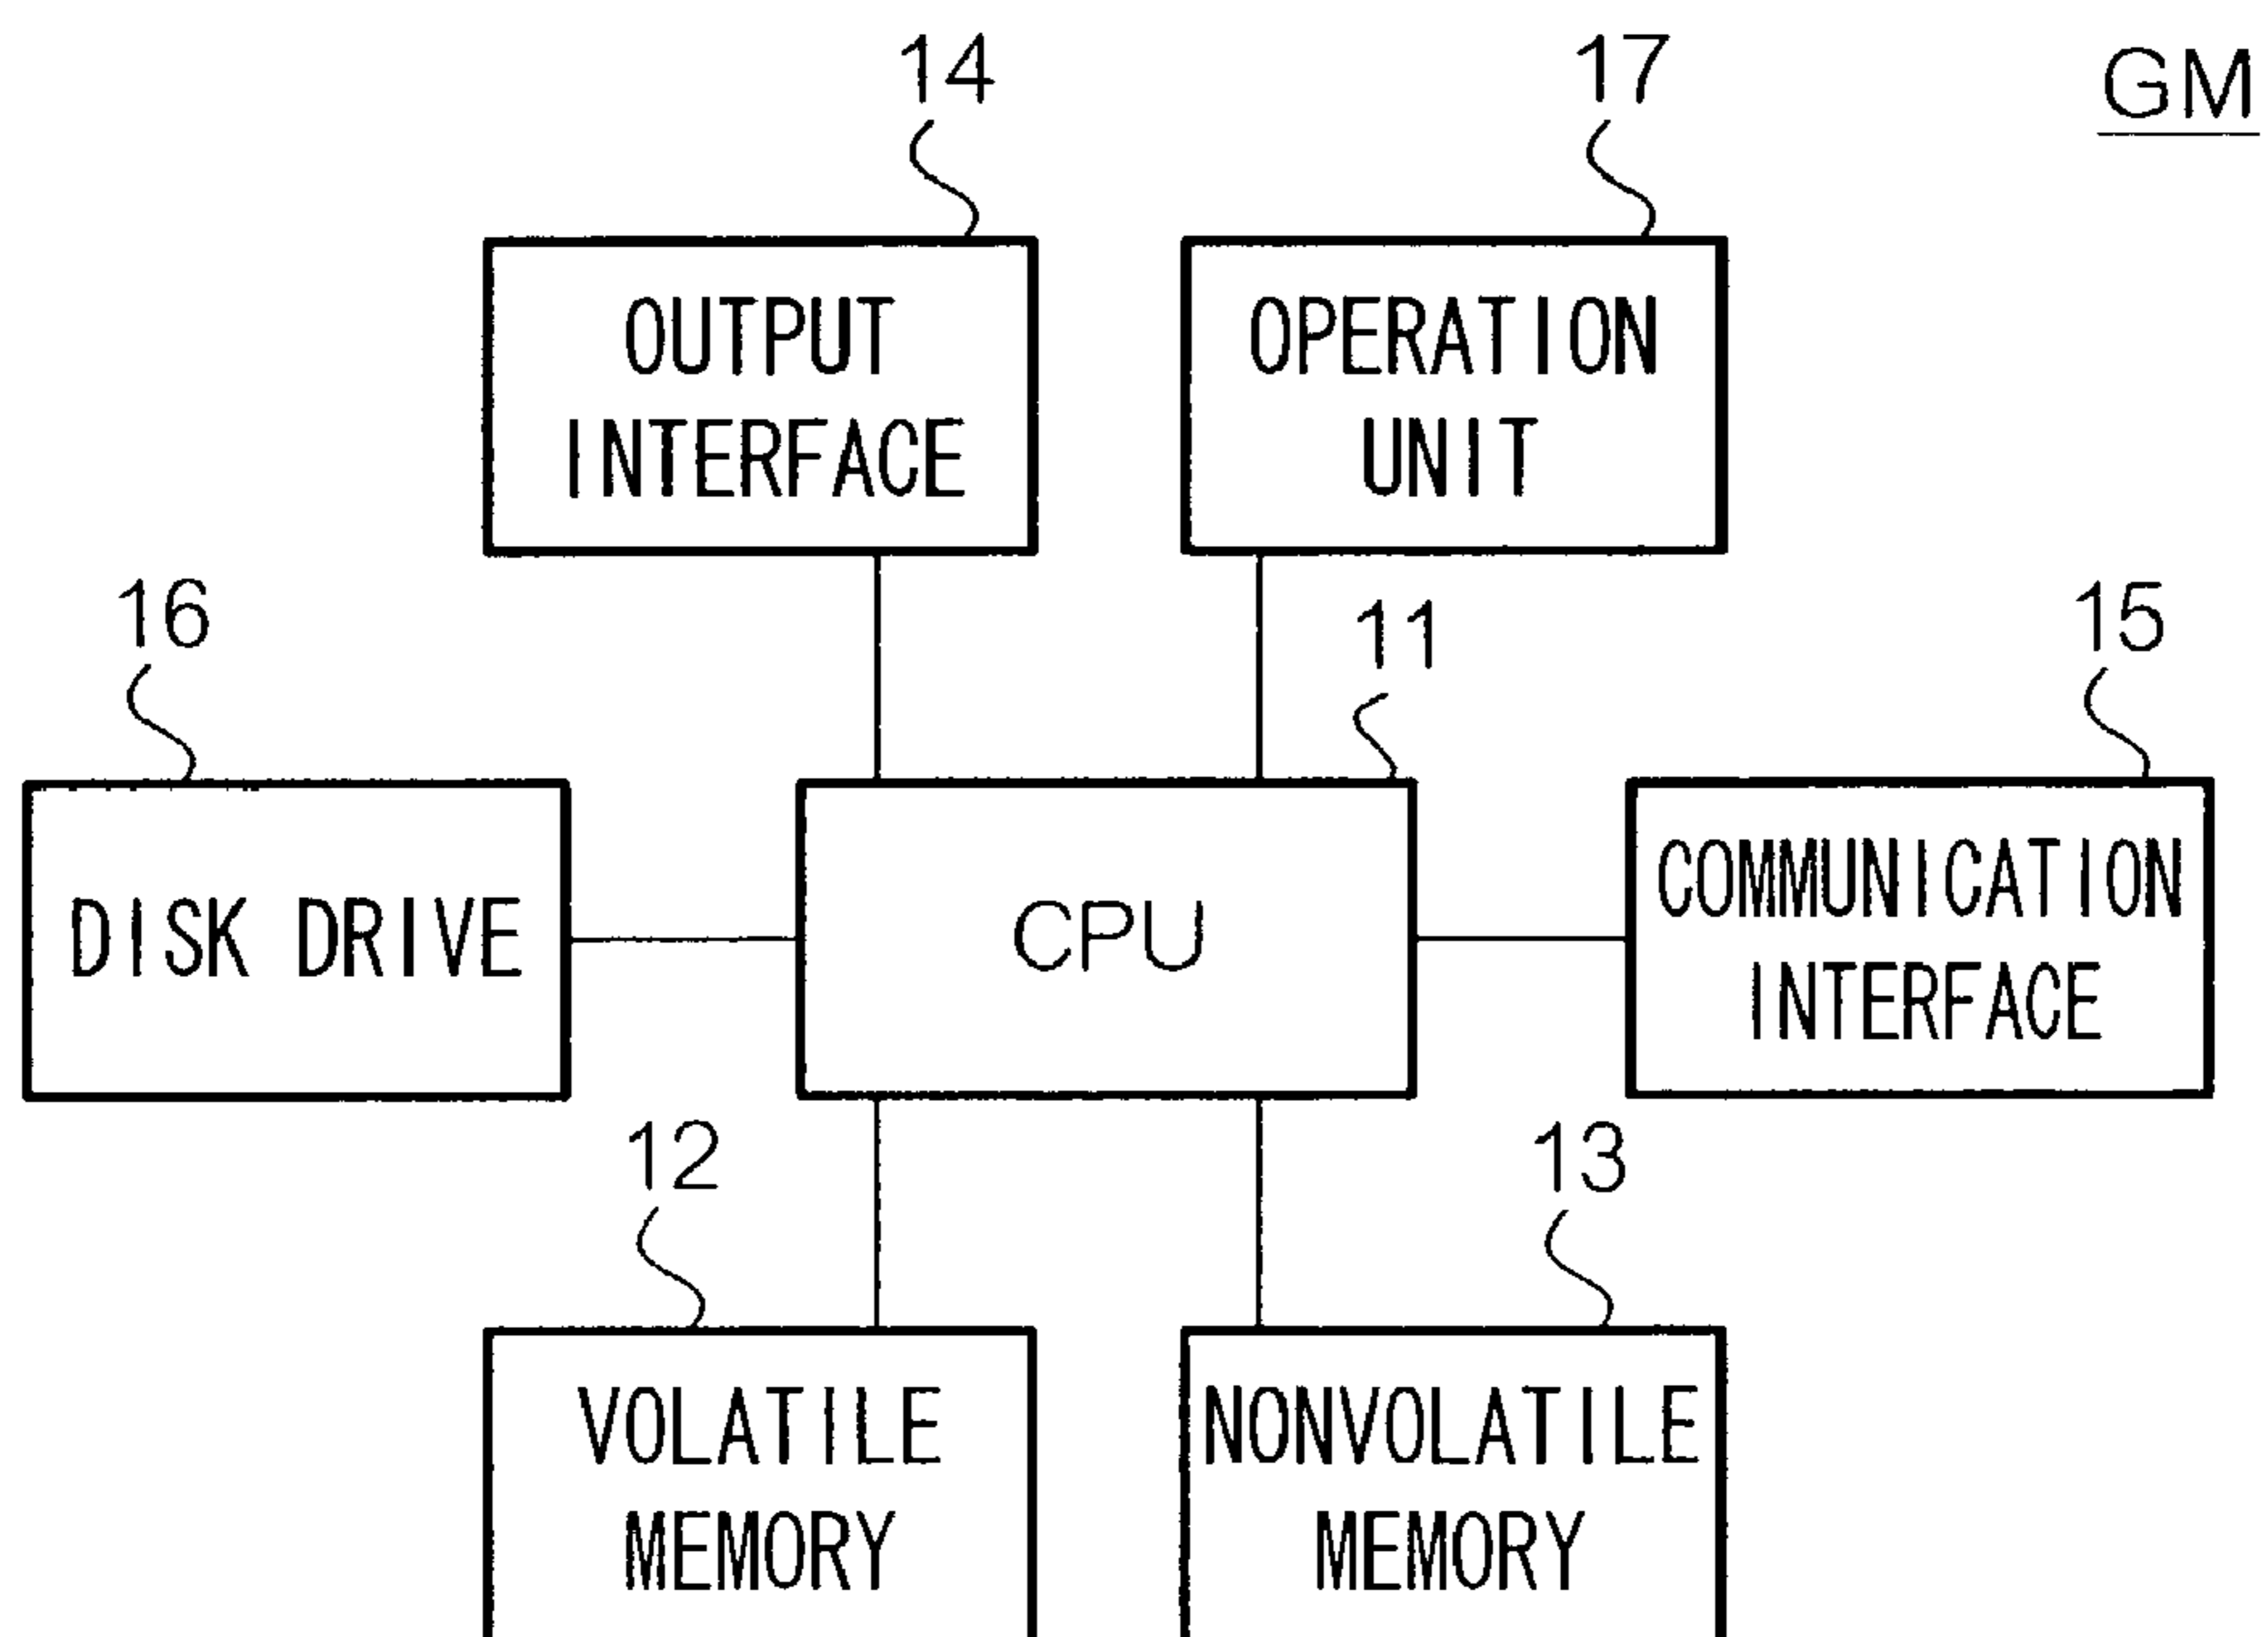 14
17
GM
OUTPUT
INTERFACE
OPERATION
UNIT
16
11
15
DISK DRIVE
CPU
COMMUNICATION
INTERFACE
12
13
VOLATILE
MEMORY
NONVOLATILE
MEMORY